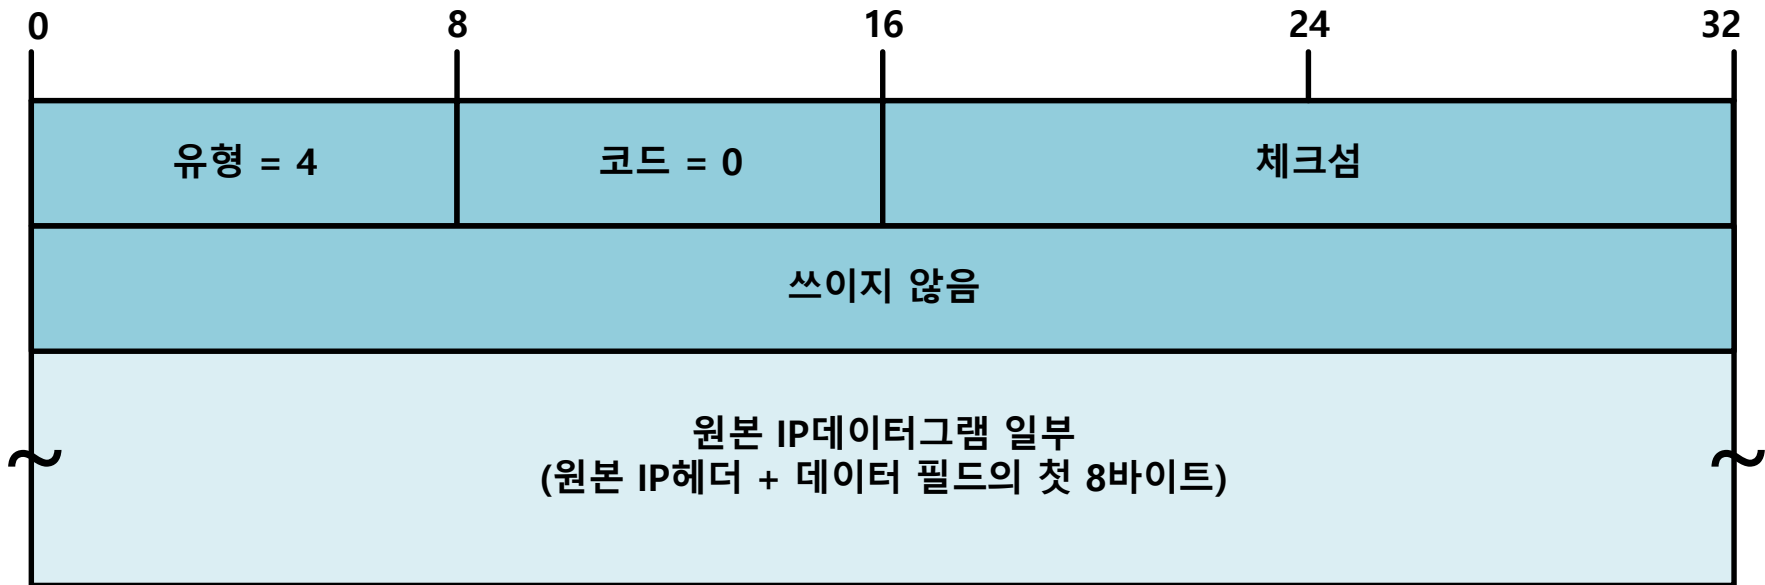 0 8 16 24 32
유형 = 4 코드 = 0 체크섬
쓰이지 않음
원본 IP데이터그램 일부
(원본 IP헤더 + 데이터 필드의 첫 8바이트)
~ ~